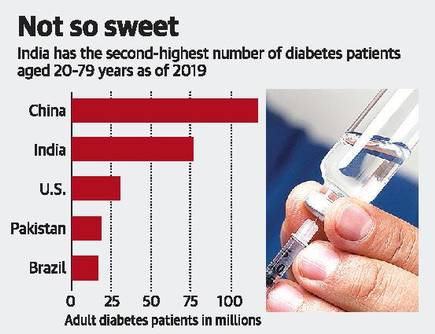 Not so sweet
India has the second-highest number of diabetes patients
aged 20-79 years as of 2019
China
India
U.S.
Pakistan
Brazil
0 25 50 75 100
Adult diabetes patients in millions